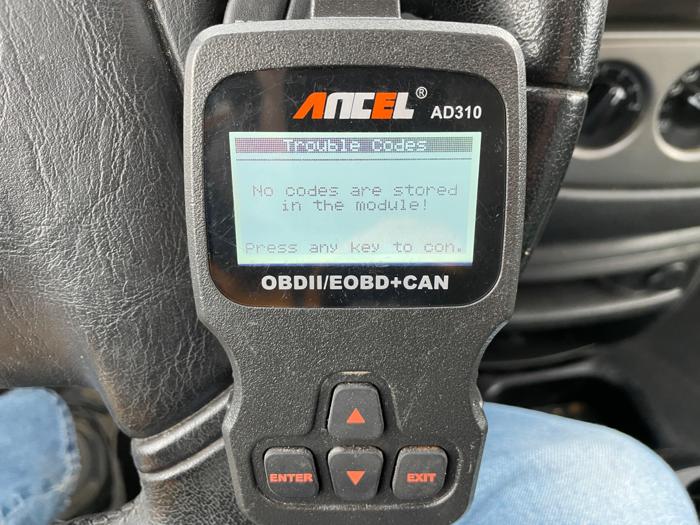 ANCEL® AD310
Trouble Codes
No codes are stored
in the module!
Press any key to con.
OBDII/EOBD+CAN
ENTER
EXIT